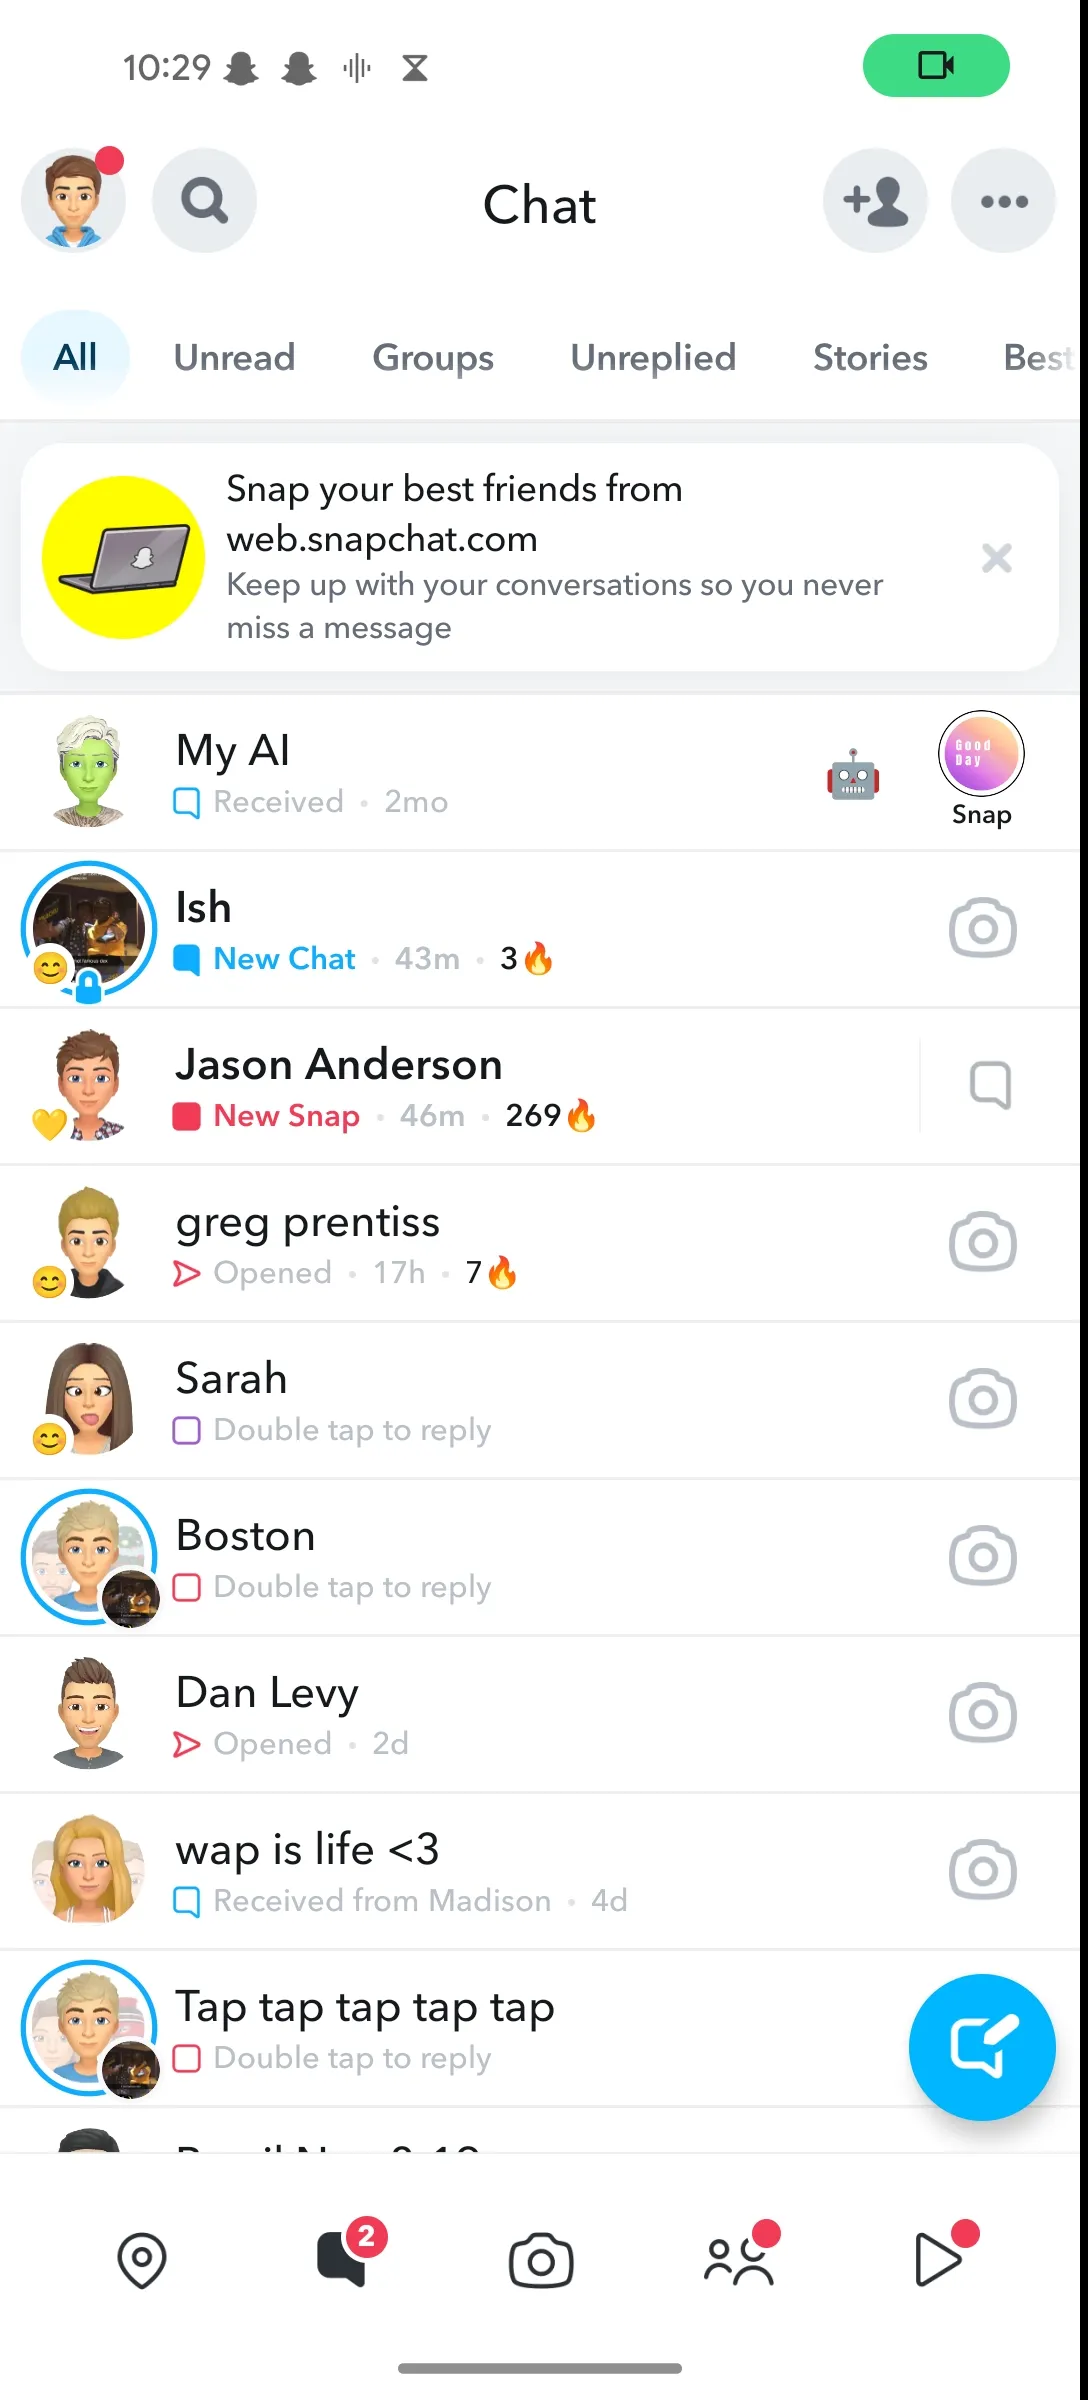 10:29
Chat
All Unread Groups Unreplied Stories Best
Snap your best friends from
web.snapchat.com
Keep up with your conversations so you never
miss a message
My AI
Received • 2mo
Good
Day
Snap
Ish
New Chat • 43m • 3🔥
Jason Anderson
New Snap • 46m • 269🔥
greg prentiss
Opened • 17h • 7🔥
Sarah
Double tap to reply
Boston
Double tap to reply
Dan Levy
Opened • 2d
wap is life <3
Received from Madison • 4d
Tap tap tap tap tap
Double tap to reply
2